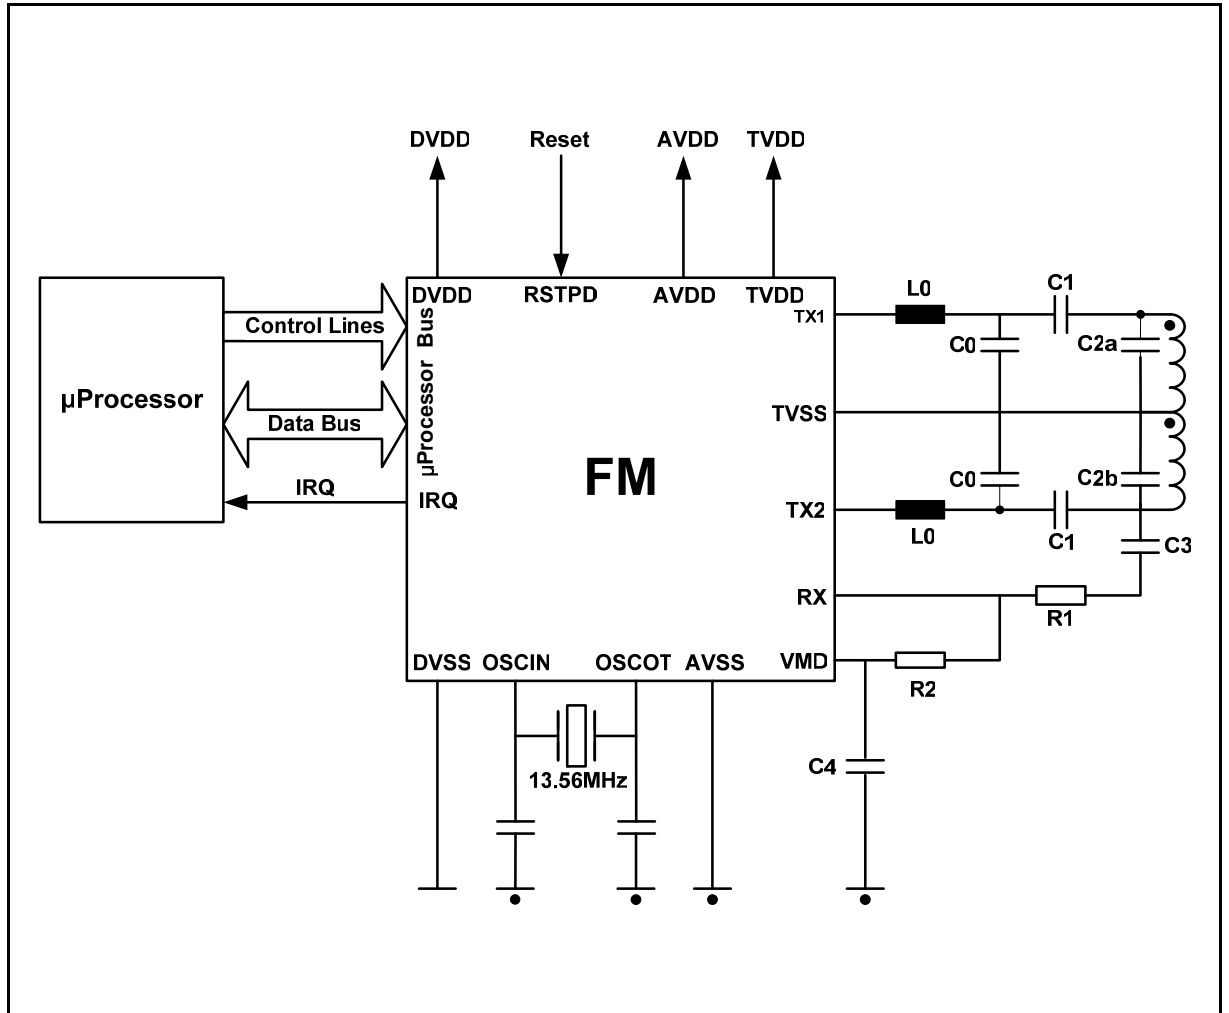 DVDD Reset AVDD TVDD
DVDD RSTPD AVDD TVDD
TX1
L0
C1
Control Lines
µProcessor Bus
C0
C2a
µProcessor
Data Bus
TVSS
FM
C0
C2b
IRQ
IRQ
TX2
L0
C1
C3
RX
R1
DVSS OSCIN OSCOT AVSS VMD
R2
13.56MHz
C4